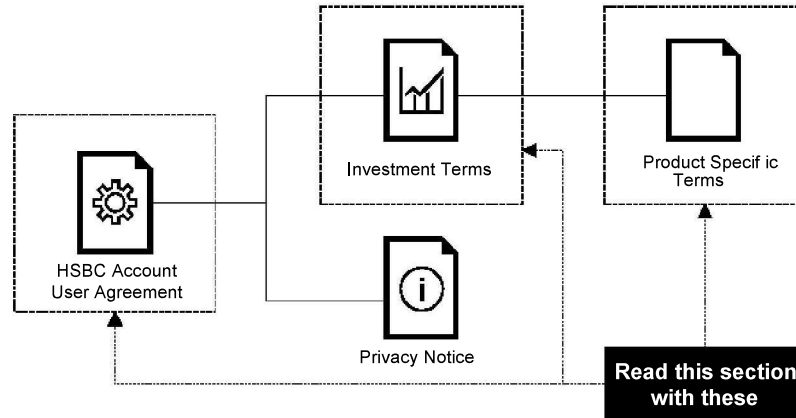 Investment Terms
Product Specif ic
Terms
HSBC Account
User Agreement
i
Privacy Notice
Read this section
with these